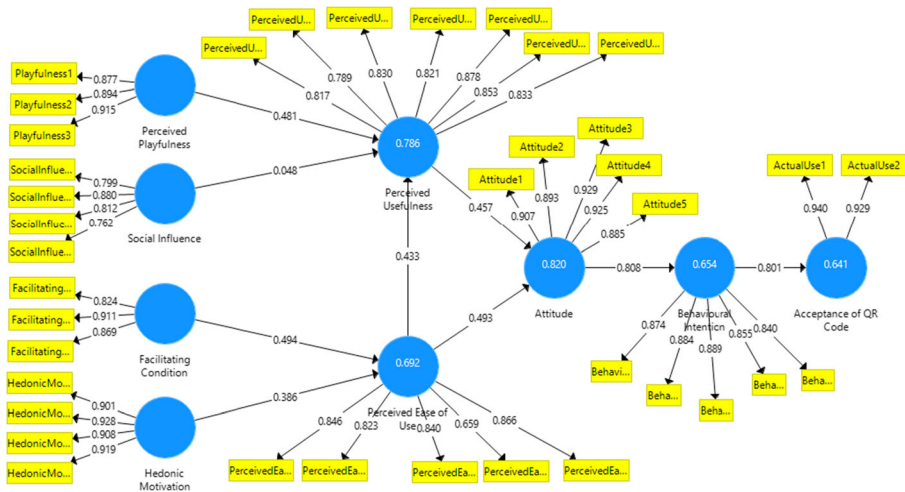 PerceivedU...
PerceivedU...
PerceivedU...
PerceivedU...
PerceivedU...
PerceivedU...
PerceivedU...
0.817
0.789
0.830
0.821
0.878
0.853
0.833
Playfulness1
Playfulness2
Playfulness3
0.877
0.894
0.915
Perceived
Playfulness
0.481
0.786
Perceived
Usefulness
SocialInflue...
SocialInflue...
SocialInflue...
SocialInflue...
0.799
0.880
0.812
0.762
Social Influence
0.048
0.457
0.433
Attitude1
Attitude2
Attitude3
Attitude4
Attitude5
0.907
0.893
0.929
0.925
0.885
0.820
Attitude
0.808
ActualUse1
ActualUse2
0.940
0.929
0.654
Behavioural
Intention
0.801
0.641
Acceptance of QR
Code
Facilitating...
Facilitating...
Facilitating...
0.824
0.911
0.869
Facilitating
Condition
0.494
0.493
0.692
Perceived Ease of
Use
HedonicMo...
HedonicMo...
HedonicMo...
HedonicMo...
0.901
0.928
0.908
0.919
Hedonic
Motivation
0.386
0.846
0.823
0.840
0.659
0.866
PerceivedEa...
PerceivedEa...
PerceivedEa...
PerceivedEa...
PerceivedEa...
0.874
0.884
0.889
0.855
0.840
Behavi...
Beha...
Beha...
Beha...
Beha...